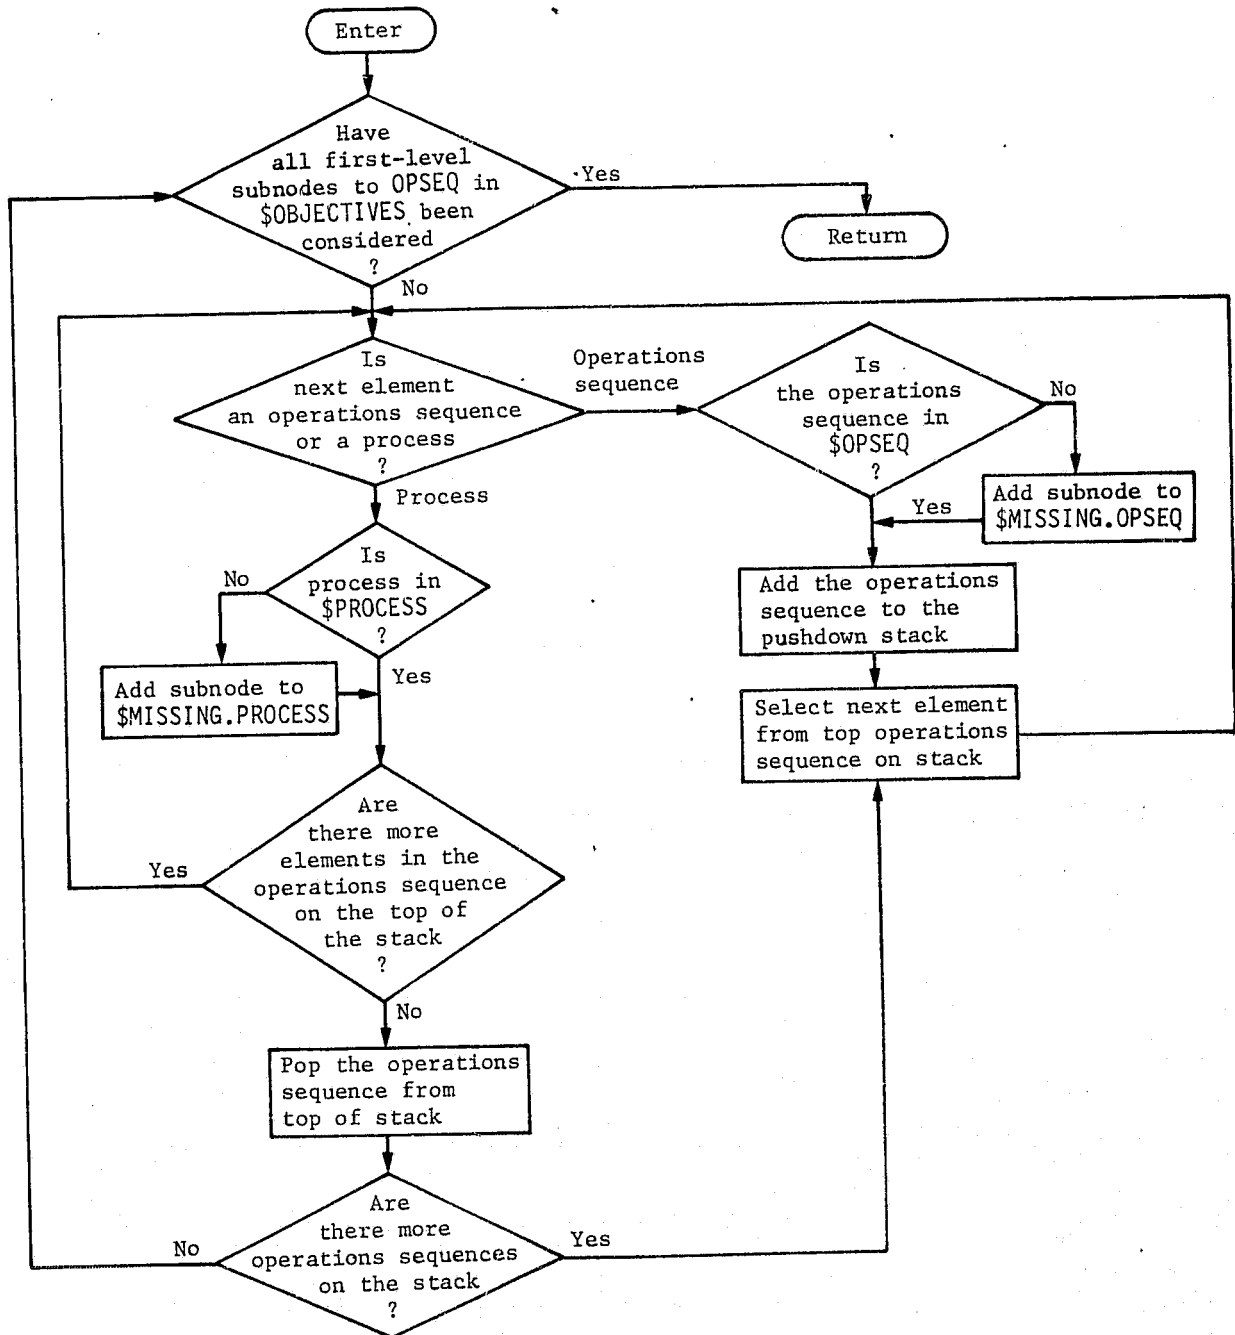 Enter
Have
all first-level
subnodes to OPSEQ in
$OBJECTIVES been
considered
?
Yes
Return
No
Is
next element
an operations sequence
or a process
?
Operations
sequence
Is
the operations
sequence in
$OPSEQ
?
No
Add subnode to
$MISSING.OPSEQ
Yes
Add the operations
sequence to the
pushdown stack
Select next element
from top operations
sequence on stack
Process
Is
process in
$PROCESS
?
No
Add subnode to
$MISSING.PROCESS
Yes
Are
there more
elements in the
operations sequence
on the top of
the stack
?
Yes
No
Pop the operations
sequence from
top of stack
Are
there more
operations sequences
on the stack
?
No
Yes